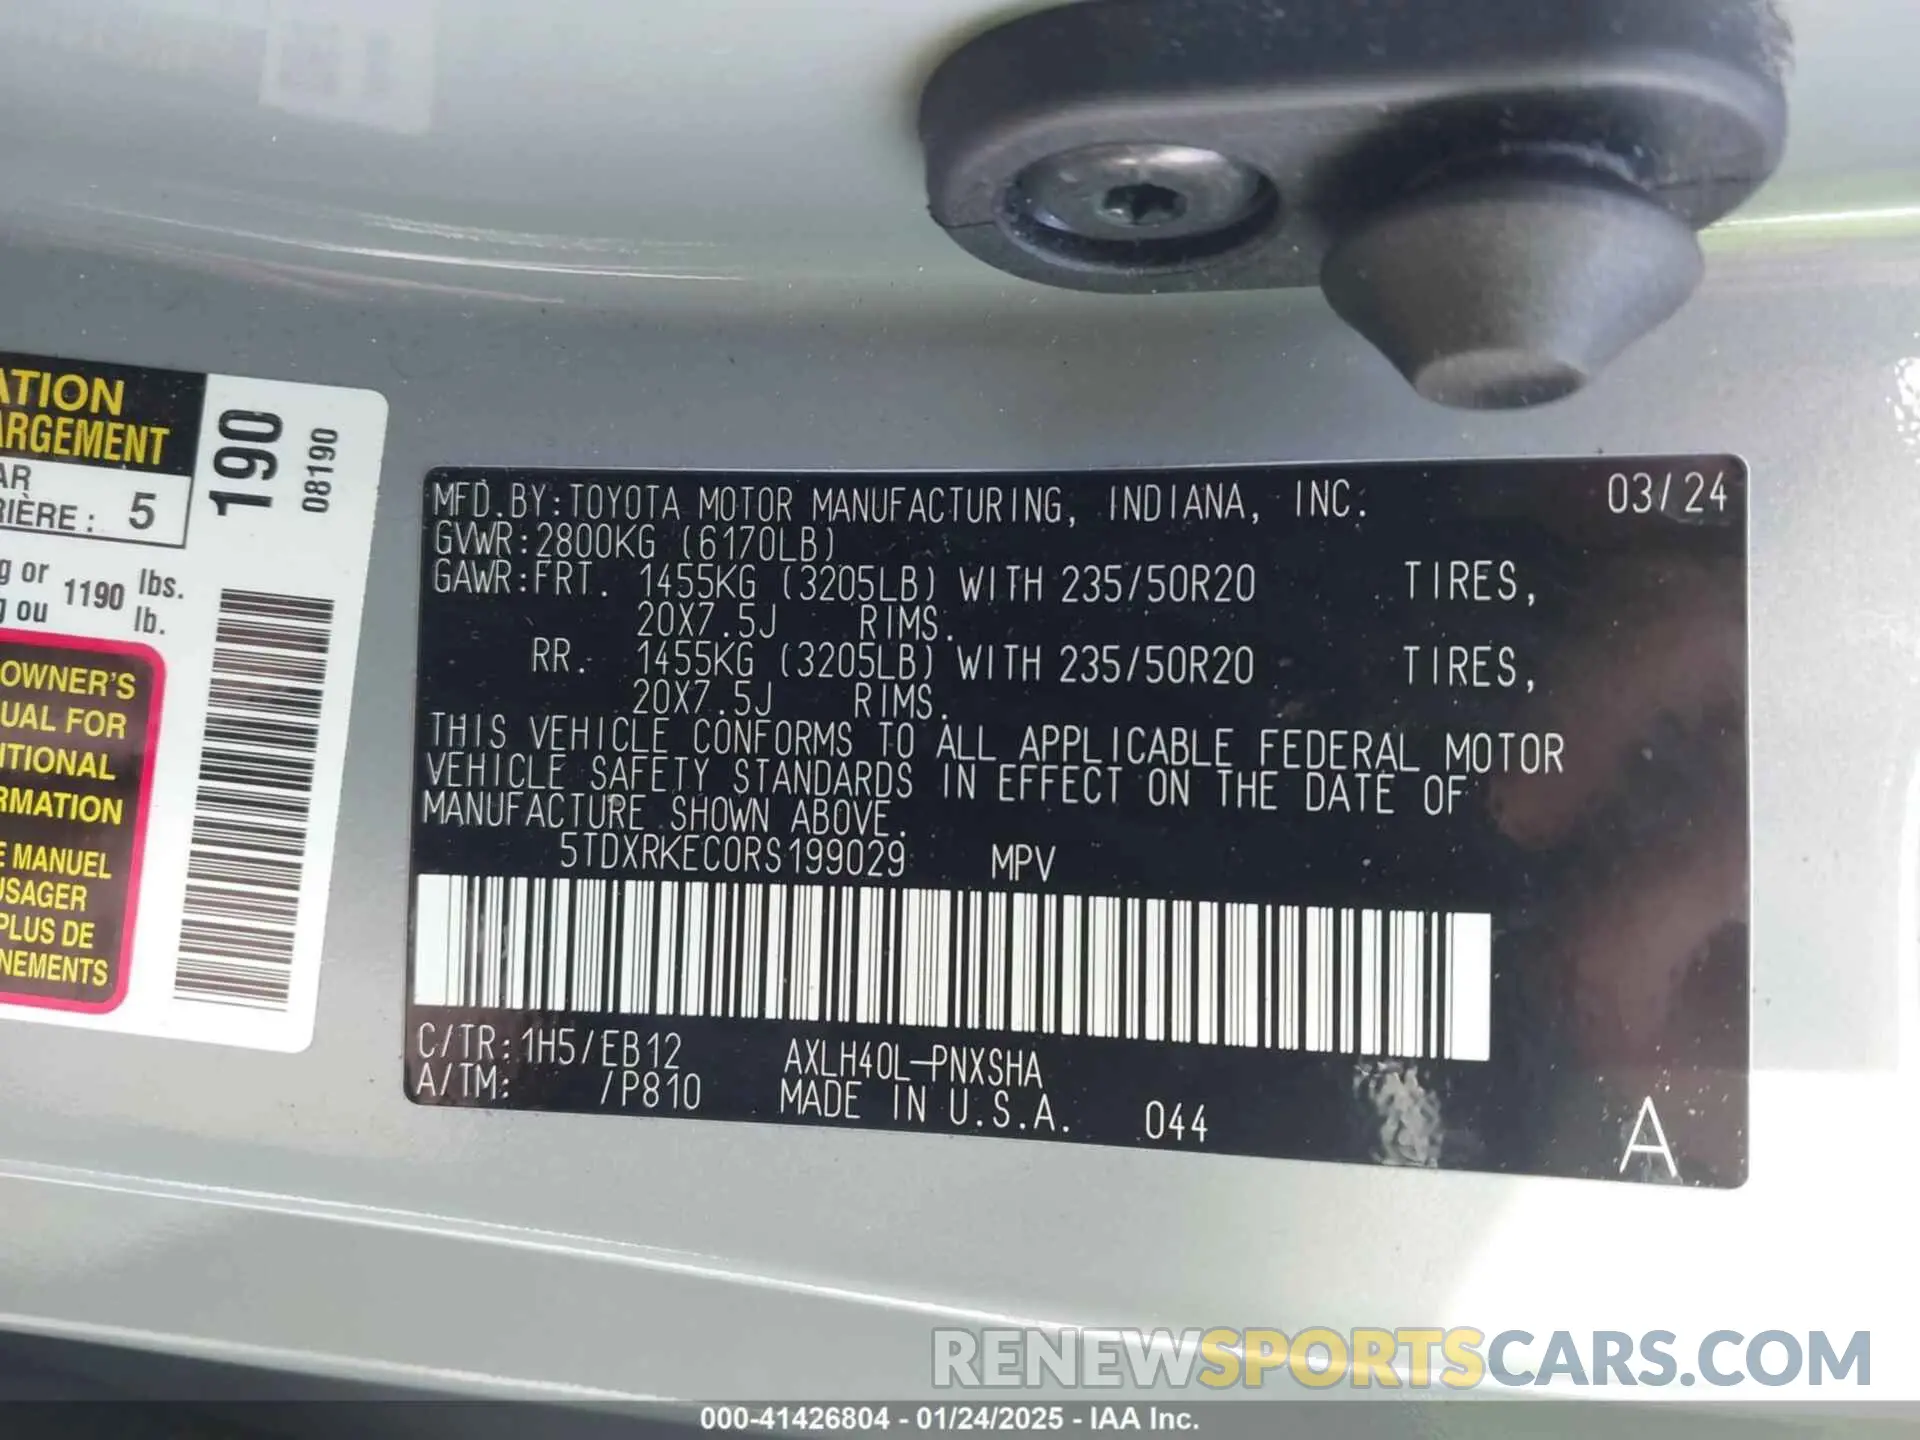 ATION
ARGEMENT
AR
RIÈRE : 5
g or 1190 lbs.
g ou lb.
OWNER'S
UAL FOR
ITIONAL
RMATION
E MANUEL
USAGER
PLUS DE
NEMENTS
190
08190
MFD.BY:TOYOTA MOTOR MANUFACTURING, INDIANA, INC. 03/24
GVWR:2800KG (6170LB)
GAWR:FRT. 1455KG (3205LB) WITH 235/50R20 TIRES,
20X7.5J RIMS.
RR. 1455KG (3205LB) WITH 235/50R20 TIRES,
20X7.5J RIMS.
THIS VEHICLE CONFORMS TO ALL APPLICABLE FEDERAL MOTOR
VEHICLE SAFETY STANDARDS IN EFFECT ON THE DATE OF
MANUFACTURE SHOWN ABOVE.
5TDXRKEC0RS199029 MPV
C/TR:1H5/EB12 AXLH40L-PNXSHA
A/TM: /P810 MADE IN U.S.A. 044
A
RENEWSPORTSCARS.COM
000-41426804 - 01/24/2025 - IAA Inc.